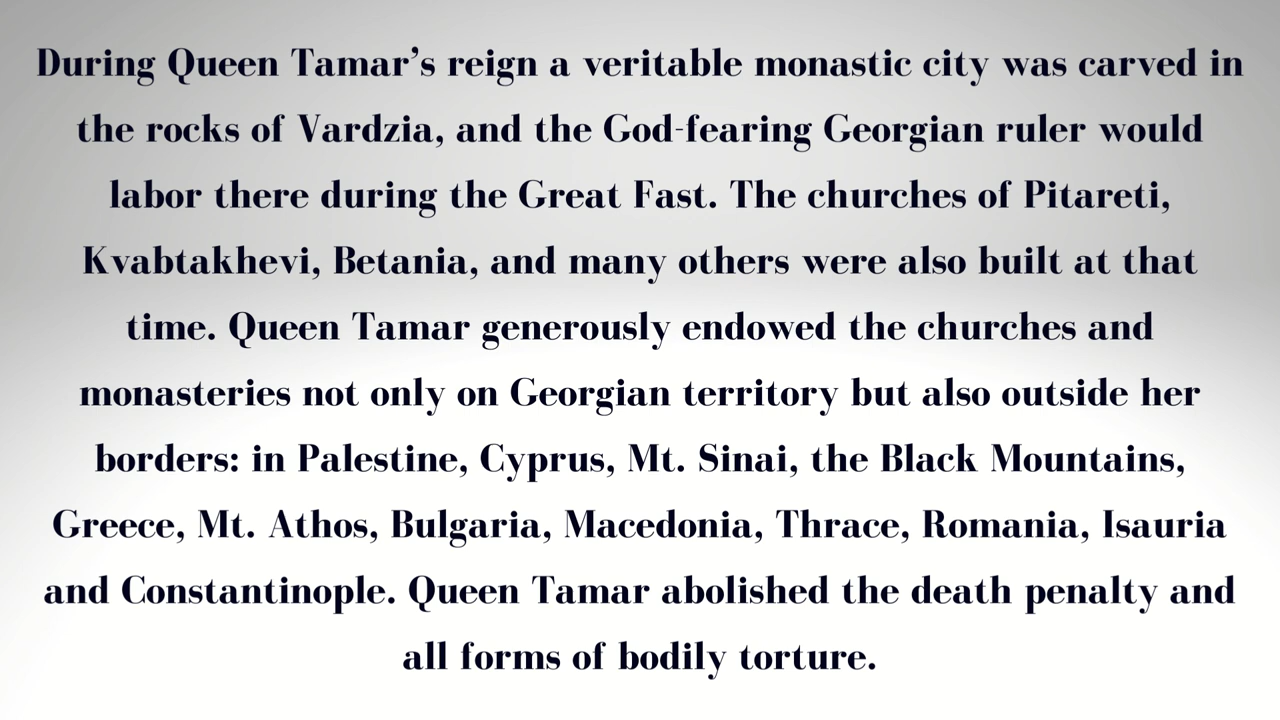 During Queen Tamar’s reign a veritable monastic city was carved in
the rocks of Vardzia, and the God-fearing Georgian ruler would
labor there during the Great Fast. The churches of Pitareti,
Kvabtakhevi, Betania, and many others were also built at that
time. Queen Tamar generously endowed the churches and
monasteries not only on Georgian territory but also outside her
borders: in Palestine, Cyprus, Mt. Sinai, the Black Mountains,
Greece, Mt. Athos, Bulgaria, Macedonia, Thrace, Romania, Isauria
and Constantinople. Queen Tamar abolished the death penalty and
all forms of bodily torture.